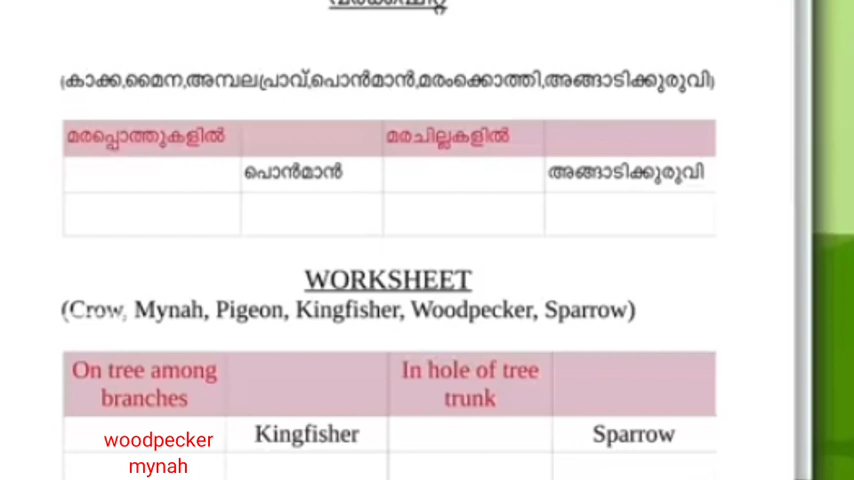 (കാക്ക,മൈന,അമ്പലപ്രാവ്,പൊൻമാൻ,മരംക്കൊത്തി,അങ്ങാടിക്കുരുവി)
മരപ്പൊത്തുകളിൽ മരചില്ലകളിൽ
പൊൻമാൻ അങ്ങാടിക്കുരുവി
WORKSHEET
(Crow, Mynah, Pigeon, Kingfisher, Woodpecker, Sparrow)
On tree among branches In hole of tree trunk
woodpecker Kingfisher Sparrow
mynah